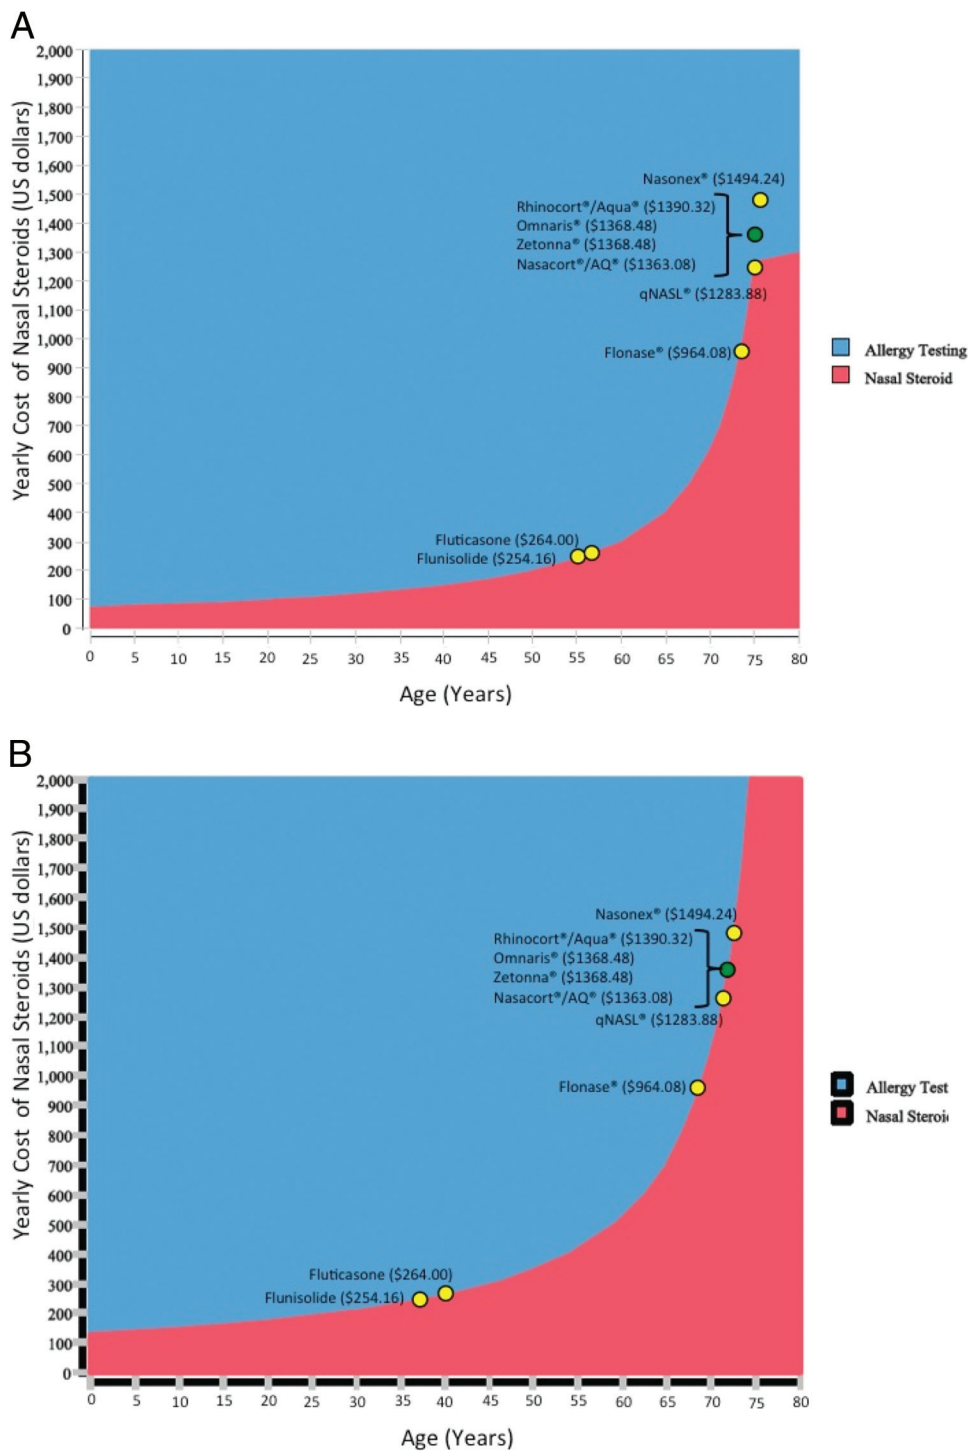 A
Yearly Cost of Nasal Steroids (US dollars)
2,000
1,900
1,800
1,700
1,600
1,500
1,400
1,300
1,200
1,100
1,000
900
800
700
600
500
400
300
200
100
0
Nasonex® ($1494.24)
Rhinocort®/Aqua® ($1390.32)
Omnaris® ($1368.48)
Zetonna® ($1368.48)
Nasacort®/AQ® ($1363.08)
qNASL® ($1283.88)
Flonase® ($964.08)
Fluticasone ($264.00)
Flunisolide ($254.16)
Allergy Testing
Nasal Steroid
0 5 10 15 20 25 30 35 40 45 50 55 60 65 70 75 80
Age (Years)
B
Yearly Cost of Nasal Steroids (US dollars)
2,000
1,900
1,800
1,700
1,600
1,500
1,400
1,300
1,200
1,100
1,000
900
800
700
600
500
400
300
200
100
0
Nasonex® ($1494.24)
Rhinocort®/Aqua® ($1390.32)
Omnaris® ($1368.48)
Zetonna® ($1368.48)
Nasacort®/AQ® ($1363.08)
qNASL® ($1283.88)
Flonase® ($964.08)
Fluticasone ($264.00)
Flunisolide ($254.16)
Allergy Test
Nasal Steroi
0 5 10 15 20 25 30 35 40 45 50 55 60 65 70 75 80
Age (Years)